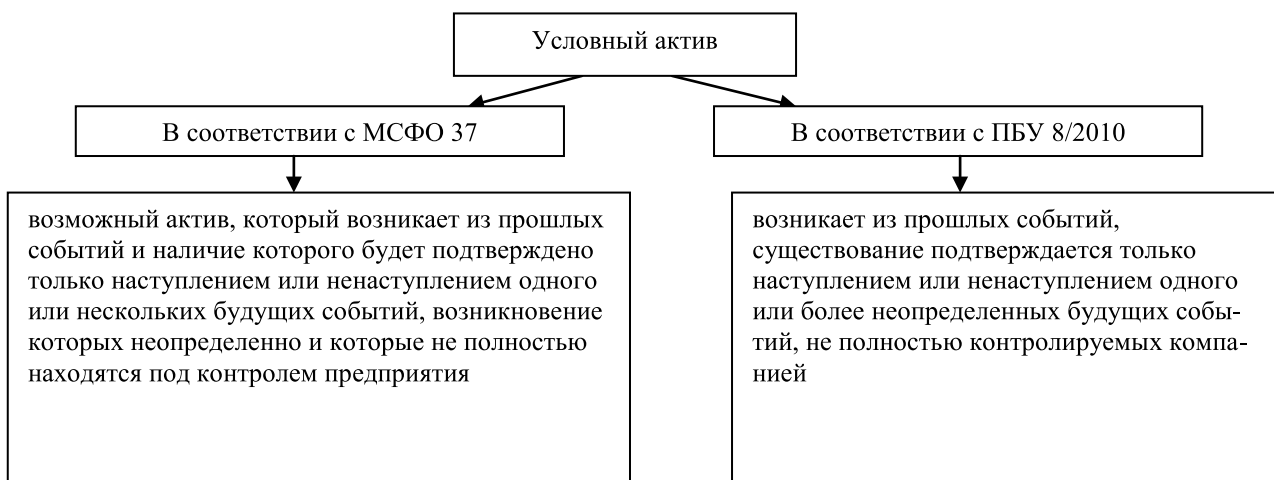 Условный актив
В соответствии с МСФО 37
В соответствии с ПБУ 8/2010
возможный актив, который возникает из прошлых
событий и наличие которого будет подтверждено
только наступлением или ненаступлением одного
или нескольких будущих событий, возникновение
которых неопределенно и которые не полностью
находятся под контролем предприятия
возникает из прошлых событий,
существование подтверждается только
наступлением или ненаступлением одного
или более неопределенных будущих собы-
тий, не полностью контролируемых компа-
нией